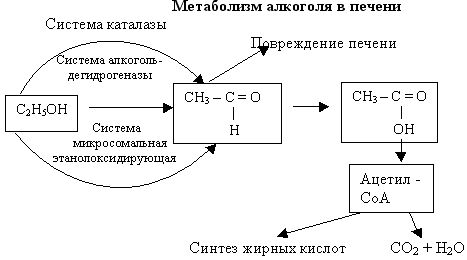 Метаболизм алкоголя в печени
Система каталазы
Повреждение печени
Система алкоголь-
дегидрогеназы
C₂H₅OH
CH₃ – C = O
H
CH₃ – C = O
OH
Система
микросомальная
этанолоксидирующая
Ацетил -
СоА
Синтез жирных кислот
CO₂ + H₂O